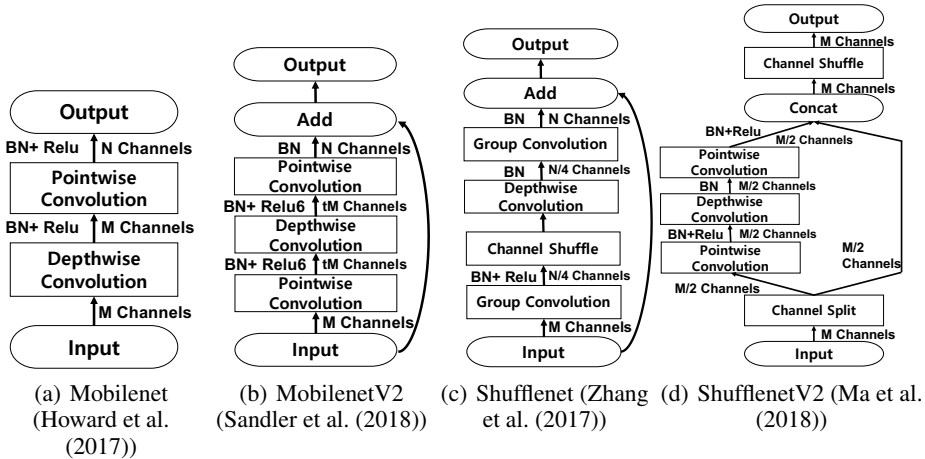 Output
BN+ Relu N Channels
Pointwise
Convolution
BN+ Relu M Channels
Depthwise
Convolution
M Channels
Input
(a) Mobilenet
(Howard et al.
(2017))
Output
Add
BN N Channels
Pointwise
Convolution
BN+ Relu6 tM Channels
Depthwise
Convolution
BN+ Relu6 tM Channels
Pointwise
Convolution
M Channels
Input
(b) MobilenetV2
(Sandler et al. (2018))
Output
Add
BN N Channels
Group Convolution
BN N/4 Channels
Depthwise
Convolution
Channel Shuffle
BN+ Relu N/4 Channels
Group Convolution
M Channels
Input
(c) Shufflenet (Zhang
et al. (2017))
Output
M Channels
Channel Shuffle
M Channels
Concat
BN+Relu
M/2 Channels
Pointwise
Convolution
BN M/2 Channels
Depthwise
Convolution
BN+Relu M/2 Channels
Pointwise
Convolution
M/2 Channels
M/2
Channels
Channel Split
M Channels
Input
(d) ShufflenetV2 (Ma et al.
(2018))